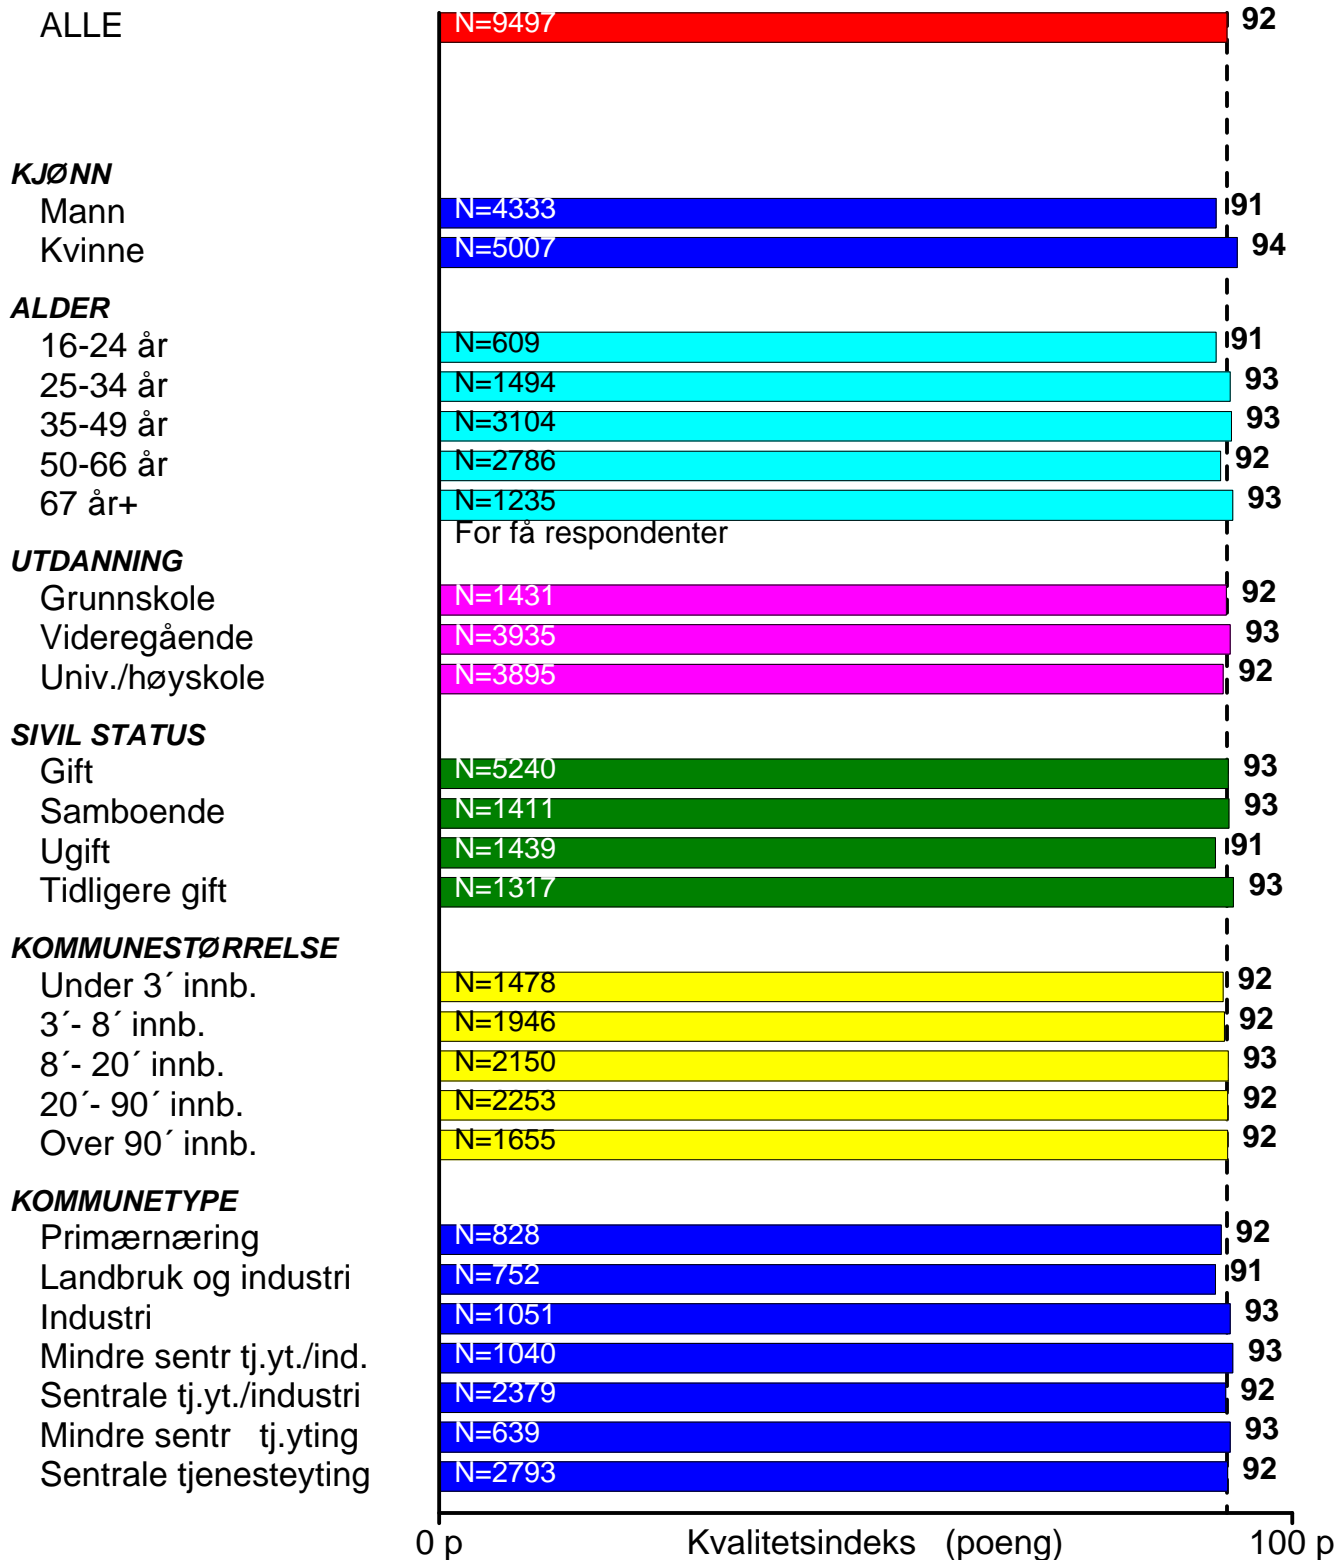 ALLE N=9497 92
KJØNN
Mann N=4333 91
Kvinne N=5007 94
ALDER
16-24 år N=609 91
25-34 år N=1494 93
35-49 år N=3104 93
50-66 år N=2786 92
67 år+ N=1235 93
For få respondenter
UTDANNING
Grunnskole N=1431 92
Videregående N=3935 93
Univ./høyskole N=3895 92
SIVIL STATUS
Gift N=5240 93
Samboende N=1411 93
Ugift N=1439 91
Tidligere gift N=1317 93
KOMMUNESTØRRELSE
Under 3´ innb. N=1478 92
3´- 8´ innb. N=1946 92
8´- 20´ innb. N=2150 93
20´- 90´ innb. N=2253 92
Over 90´ innb. N=1655 92
KOMMUNETYPE
Primærnæring N=828 92
Landbruk og industri N=752 91
Industri N=1051 93
Mindre sentr tj.yt./ind. N=1040 93
Sentrale tj.yt./industri N=2379 92
Mindre sentr tj.yting N=639 93
Sentrale tjenesteyting N=2793 92
0 p Kvalitetsindeks (poeng) 100 p